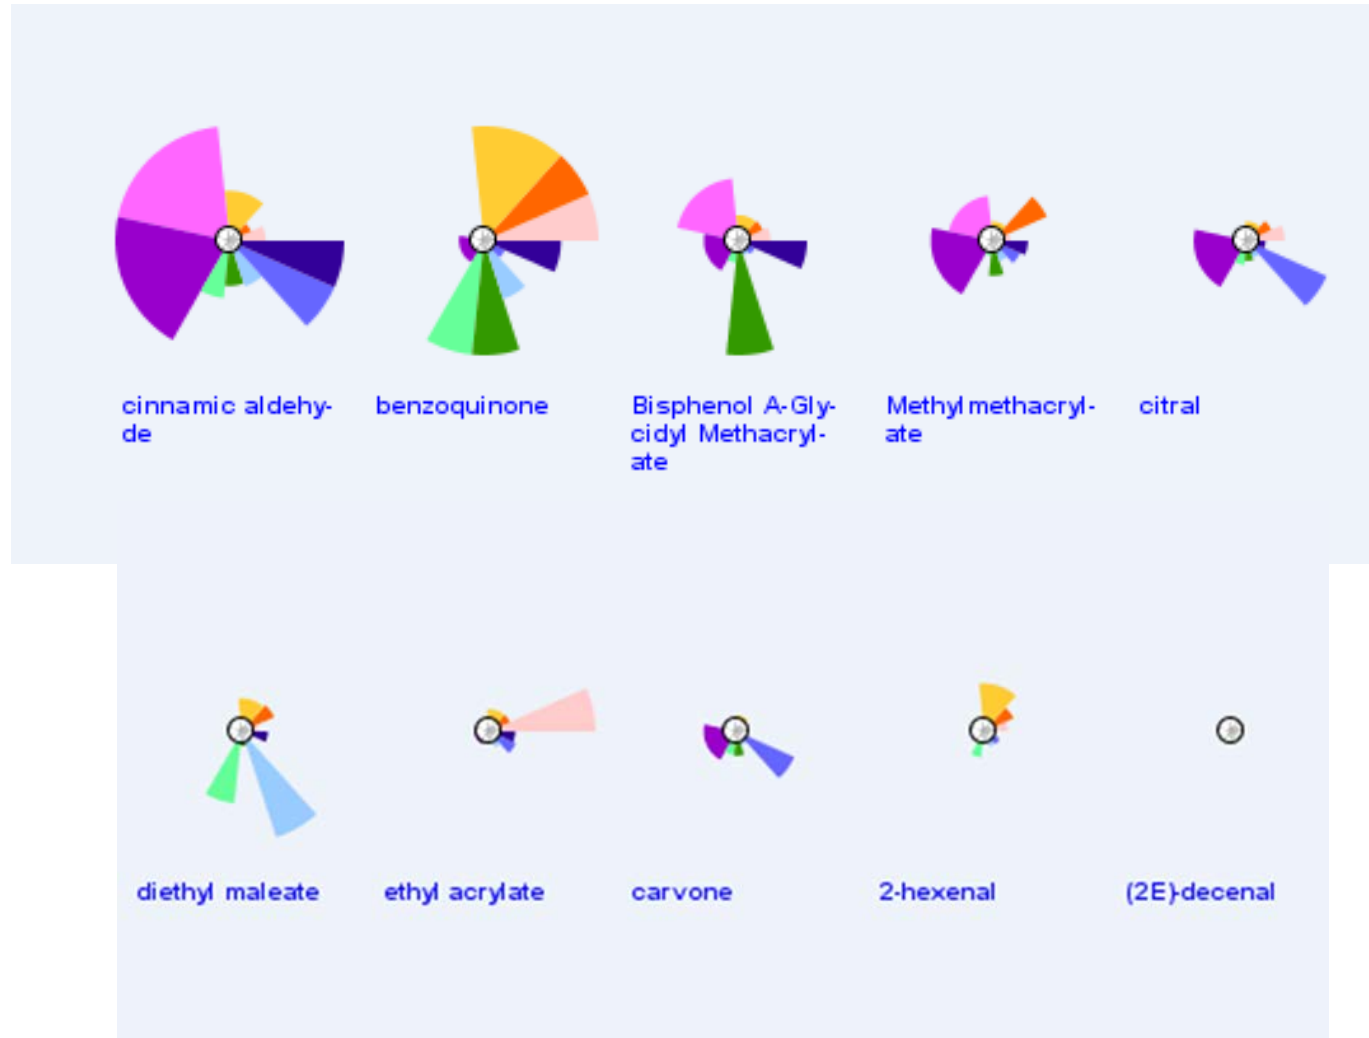 cinnamic aldehy-
de
benzoquinone
Bisphenol A-Gly-
cidyl Methacryl-
ate
Methyl methacryl-
ate
citral
diethyl maleate
ethyl acrylate
carvone
2-hexenal
(2E)-decenal